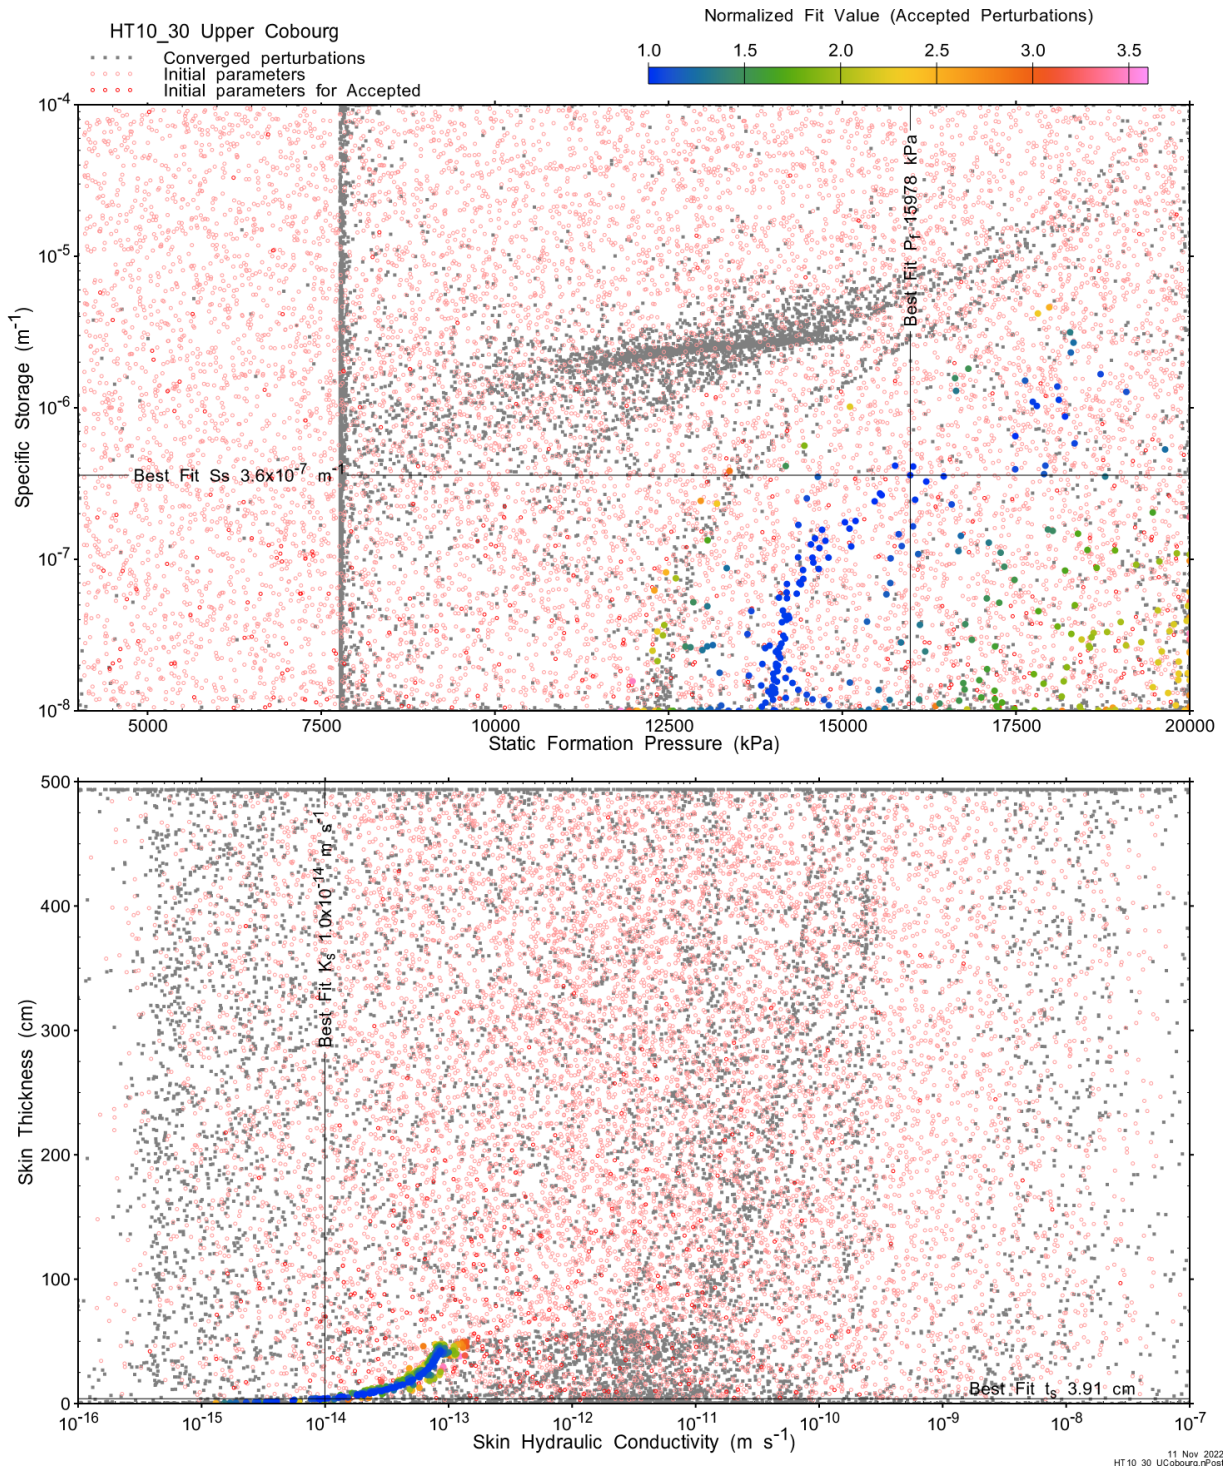 HT10_30 Upper Cobourg
Converged perturbations
Initial parameters
Initial parameters for Accepted
Normalized Fit Value (Accepted Perturbations)
1.0 1.5 2.0 2.5 3.0 3.5
10^-4
10^-5
10^-6
10^-7
10^-8
Specific Storage (m^-1)
Best Fit Pf 15978 kPa
Best Fit Ss 3.6x10^-7 m^-1
5000 7500 10000 12500 15000 17500 20000
Static Formation Pressure (kPa)
500
400
300
200
100
0
Skin Thickness (cm)
Best Fit Ks 1.0x10^-14 m s^-1
Best Fit ts 3.91 cm
10^-16 10^-15 10^-14 10^-13 10^-12 10^-11 10^-10 10^-9 10^-8 10^-7
Skin Hydraulic Conductivity (m s^-1)
11 Nov 2022
HT10_30_UCobourg.nPost